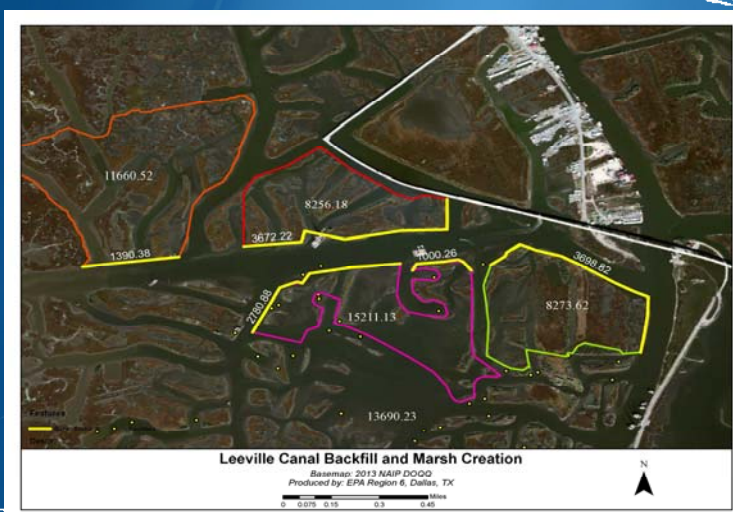 11660.52
8256.18
3672.22
1390.38
1000.26
3698.62
2780.88
15211.13
8273.62
13690.23
Features
Leeville Canal Backfill and Marsh Creation
Basemap: 2013 NAIP DOQQ
Produced by: EPA Region 6, Dallas, TX
N
Miles
0 0.075 0.15 0.3 0.45